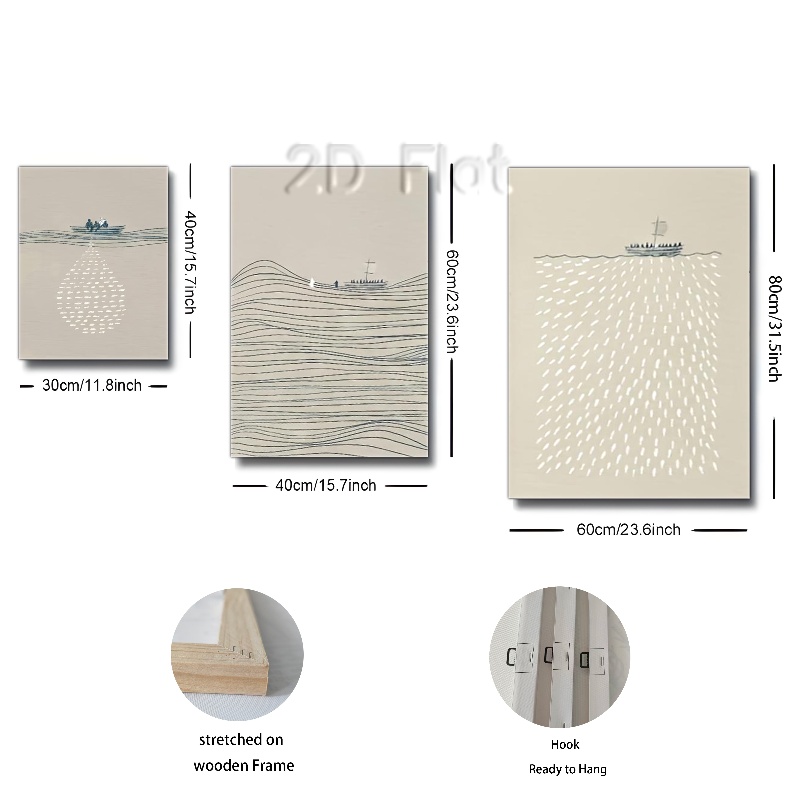 2D Flat
40cm/15.7inch
60cm/23.6inch
80cm/31.5inch
30cm/11.8inch
40cm/15.7inch
60cm/23.6inch
stretched on
wooden Frame
Hook
Ready to Hang